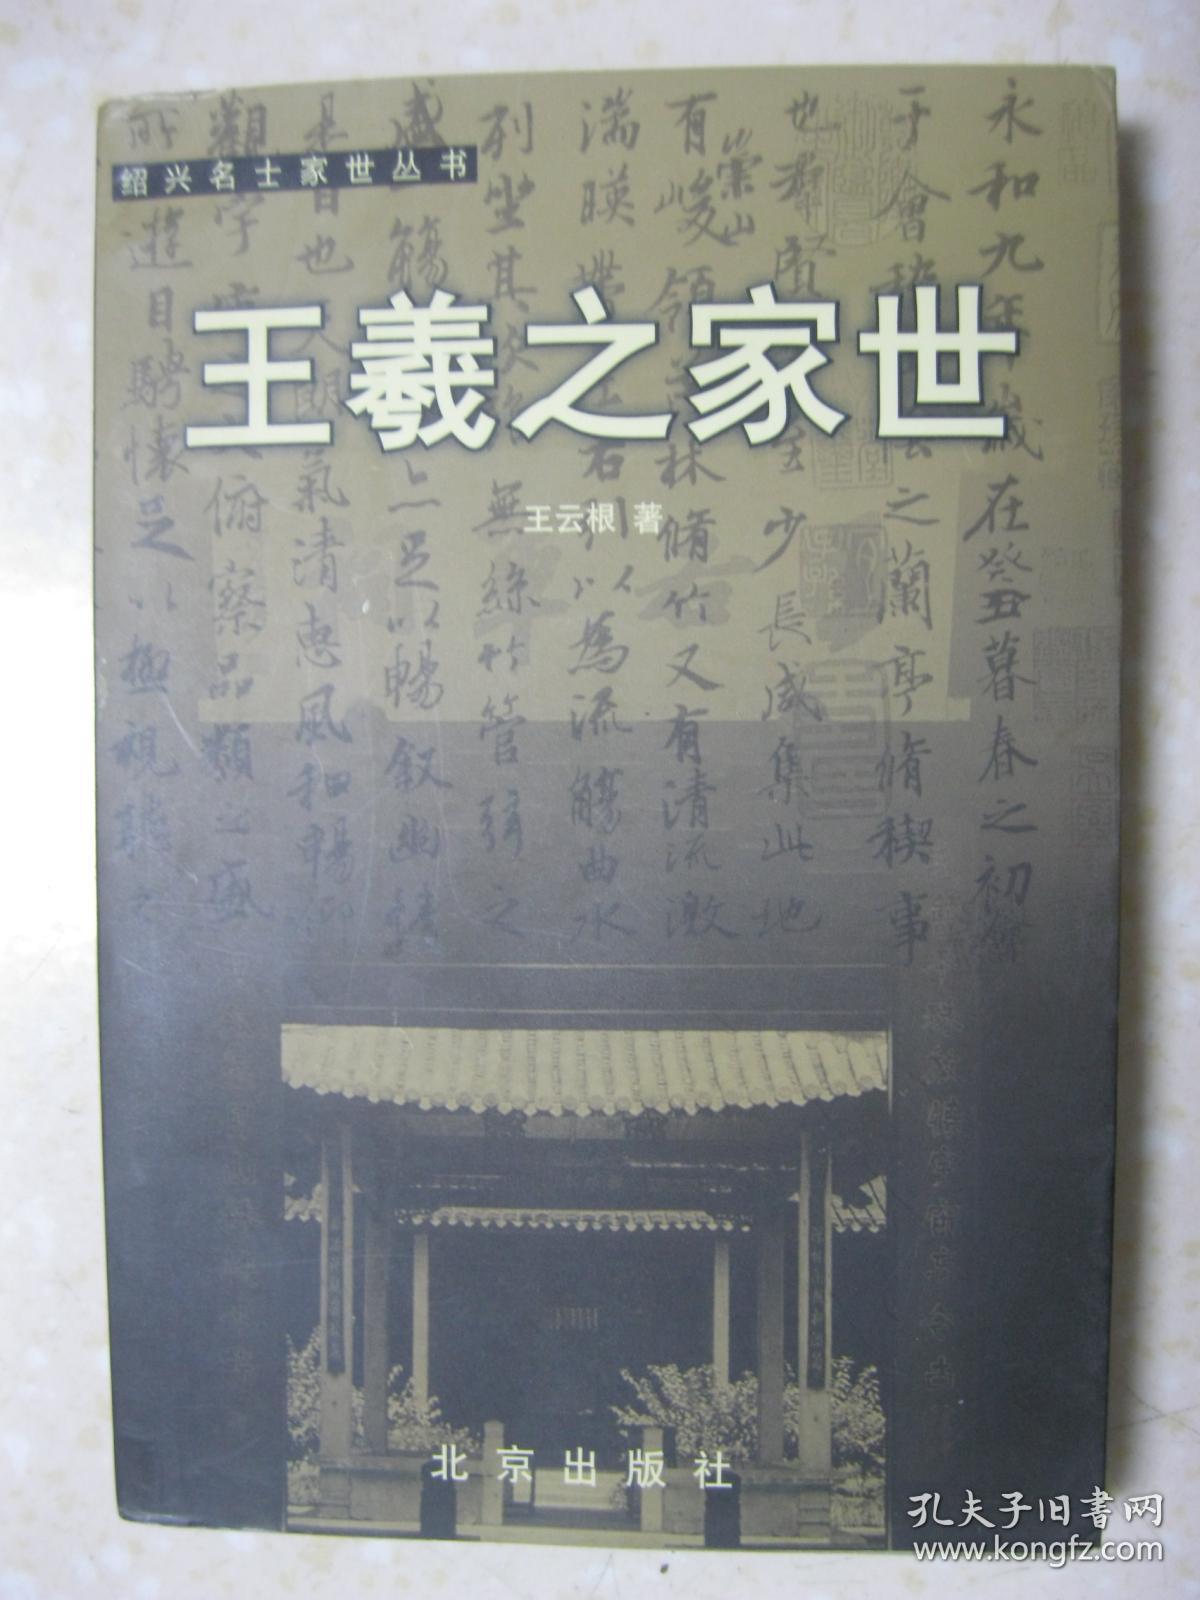 绍兴名士家世丛书
王羲之家世
王云根 著
永和九年歲在癸丑暮春之初
于會稽山陰之蘭亭脩稧事
也羣賢畢至少長咸集此地
有崇山峻領茂林脩竹又有清流激
湍暎帶左右引以為流觴曲水
列坐其次雖無絲竹管弦之
盛一觴一詠亦足以暢叙幽情
是日也天朗氣清惠風和暢仰
觀宇宙之大俯察品類之盛
所以遊目騁懷足以極視聽之
北京出版社
孔夫子旧书网
www.kongfz.com